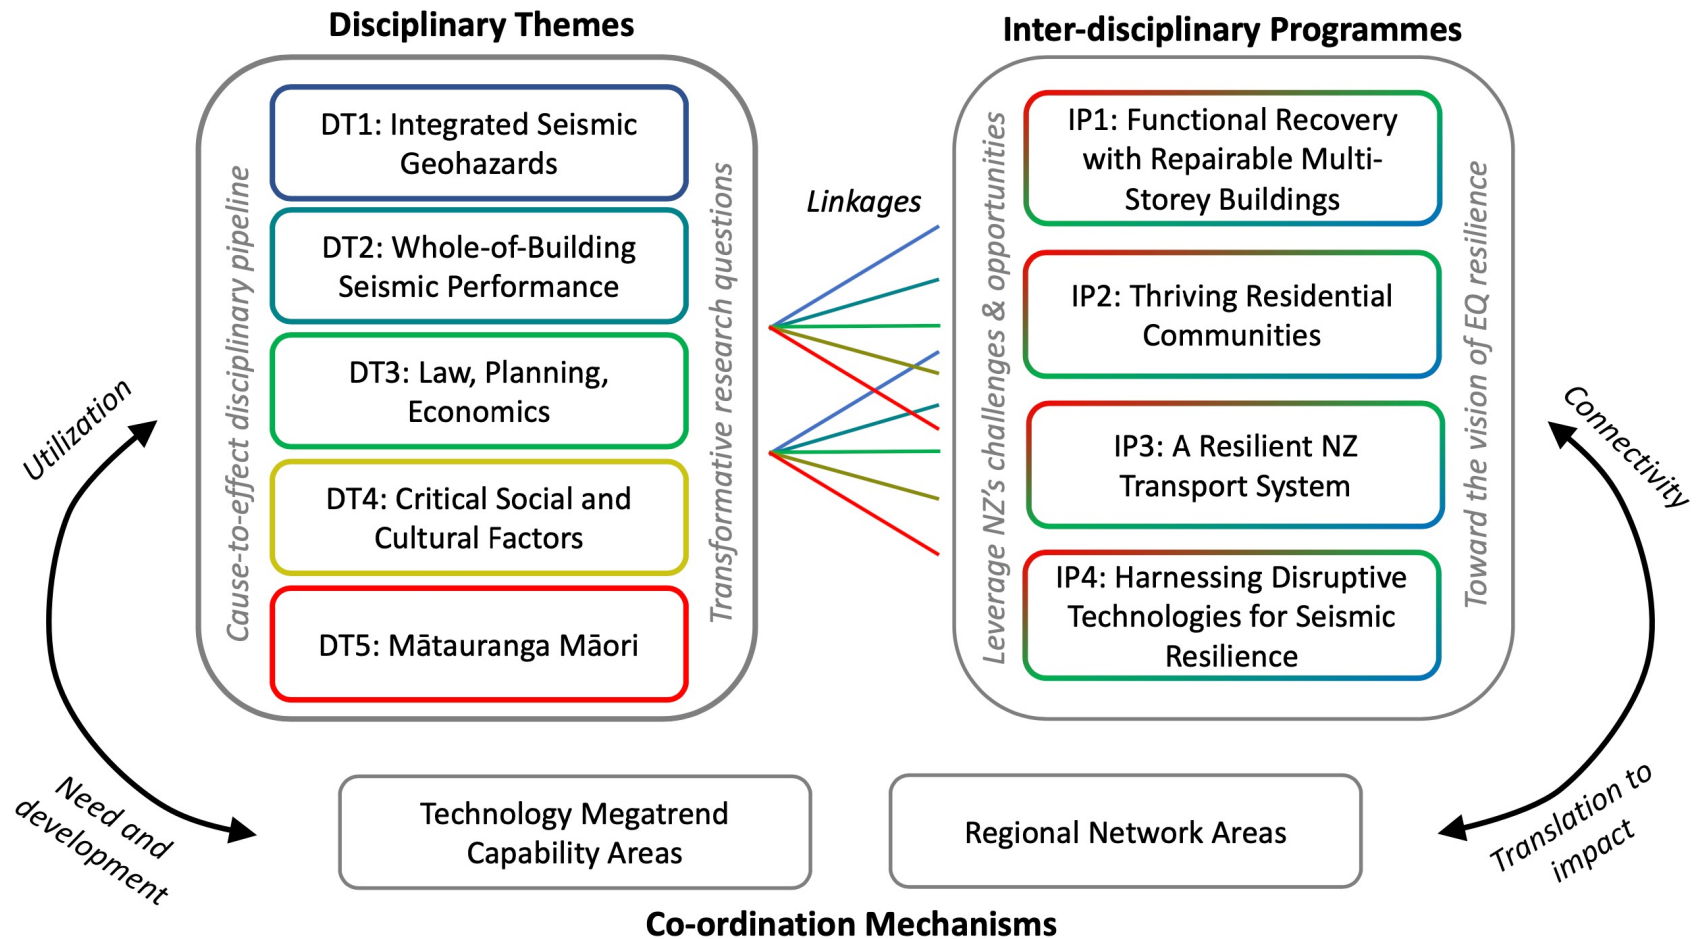 Disciplinary Themes
Cause-to-effect disciplinary pipeline
DT1: Integrated Seismic
Geohazards
DT2: Whole-of-Building
Seismic Performance
DT3: Law, Planning,
Economics
DT4: Critical Social and
Cultural Factors
DT5: Mātauranga Māori
Transformative research questions
Linkages
Inter-disciplinary Programmes
Leverage NZ's challenges & opportunities
IP1: Functional Recovery
with Repairable Multi-
Storey Buildings
IP2: Thriving Residential
Communities
IP3: A Resilient NZ
Transport System
IP4: Harnessing Disruptive
Technologies for Seismic
Resilience
Toward the vision of EQ resilience
Utilization
Need and
development
Connectivity
Translation to
impact
Technology Megatrend
Capability Areas
Regional Network Areas
Co-ordination Mechanisms